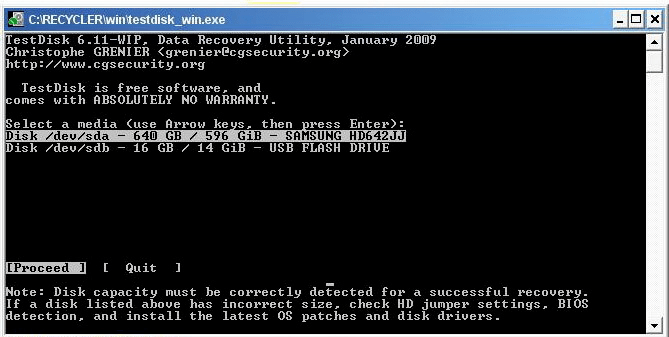 C:\RECYCLER\win\testdisk_win.exe
TestDisk 6.11-WIP, Data Recovery Utility, January 2009
Christophe GRENIER <grenier@cgsecurity.org>
http://www.cgsecurity.org
TestDisk is free software, and
comes with ABSOLUTELY NO WARRANTY.
Select a media (use Arrow keys, then press Enter):
Disk /dev/sda - 640 GB / 596 GiB - SAMSUNG HD642JJ
Disk /dev/sdb - 16 GB / 14 GiB - USB FLASH DRIVE
[Proceed ] [ Quit ]
Note: Disk capacity must be correctly detected for a successful recovery.
If a disk listed above has incorrect size, check HD jumper settings, BIOS
detection, and install the latest OS patches and disk drivers.